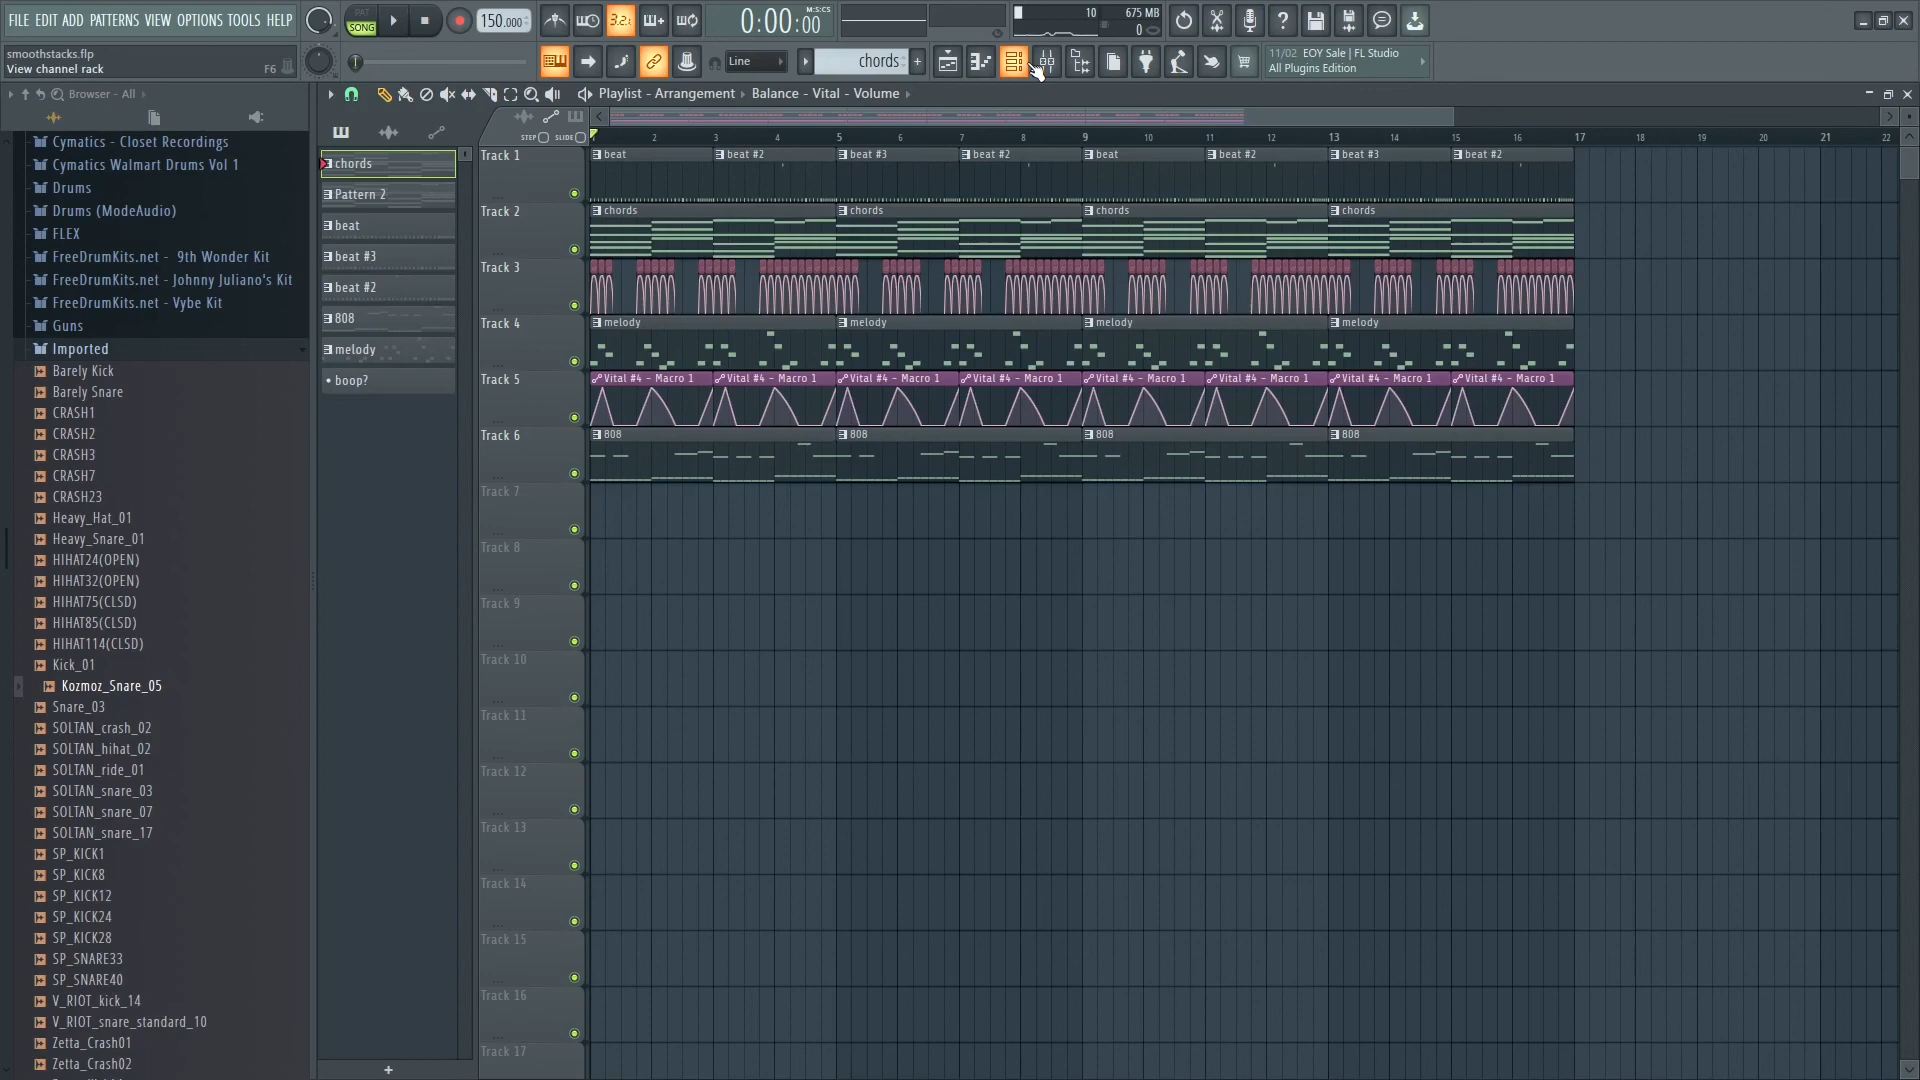 FILE EDIT ADD PATTERNS VIEW OPTIONS TOOLS HELP
PAT
SONG
150.000
3.2.
0:00:00
M:S:CS
10
675 MB
0
smoothstacks.flp
View channel rack
F6
Line
chords
+
11/02 EOY Sale | FL Studio
All Plugins Edition
Browser - All
Playlist - Arrangement
Balance - Vital - Volume
STEP
SLIDE
2 3 4 5 6 7 8 9 10 11 12 13 14 15 16 17 18 19 20 21 22
Cymatics - Closet Recordings
Cymatics Walmart Drums Vol 1
Drums
Drums (ModeAudio)
FLEX
FreeDrumKits.net - 9th Wonder Kit
FreeDrumKits.net - Johnny Juliano's Kit
FreeDrumKits.net - Vybe Kit
Guns
Imported
Barely Kick
Barely Snare
CRASH1
CRASH2
CRASH3
CRASH7
CRASH23
Heavy_Hat_01
Heavy_Snare_01
HIHAT24(OPEN)
HIHAT32(OPEN)
HIHAT75(CLSD)
HIHAT85(CLSD)
HIHAT114(CLSD)
Kick_01
Kozmoz_Snare_05
Snare_03
SOLTAN_crash_02
SOLTAN_hihat_02
SOLTAN_ride_01
SOLTAN_snare_03
SOLTAN_snare_07
SOLTAN_snare_17
SP_KICK1
SP_KICK8
SP_KICK12
SP_KICK24
SP_KICK28
SP_SNARE33
SP_SNARE40
V_RIOT_kick_14
V_RIOT_snare_standard_10
Zetta_Crash01
Zetta_Crash02
chords
Pattern 2
beat
beat #3
beat #2
808
melody
boop?
+
Track 1
beat beat #2 beat #3 beat #2 beat beat #2 beat #3 beat #2
Track 2
chords chords chords chords
Track 3
Track 4
melody melody melody melody
Track 5
Vital #4 - Macro 1 Vital #4 - Macro 1 Vital #4 - Macro 1 Vital #4 - Macro 1 Vital #4 - Macro 1 Vital #4 - Macro 1 Vital #4 - Macro 1 Vital #4 - Macro 1
Track 6
808 808 808 808
Track 7
Track 8
Track 9
Track 10
Track 11
Track 12
Track 13
Track 14
Track 15
Track 16
Track 17